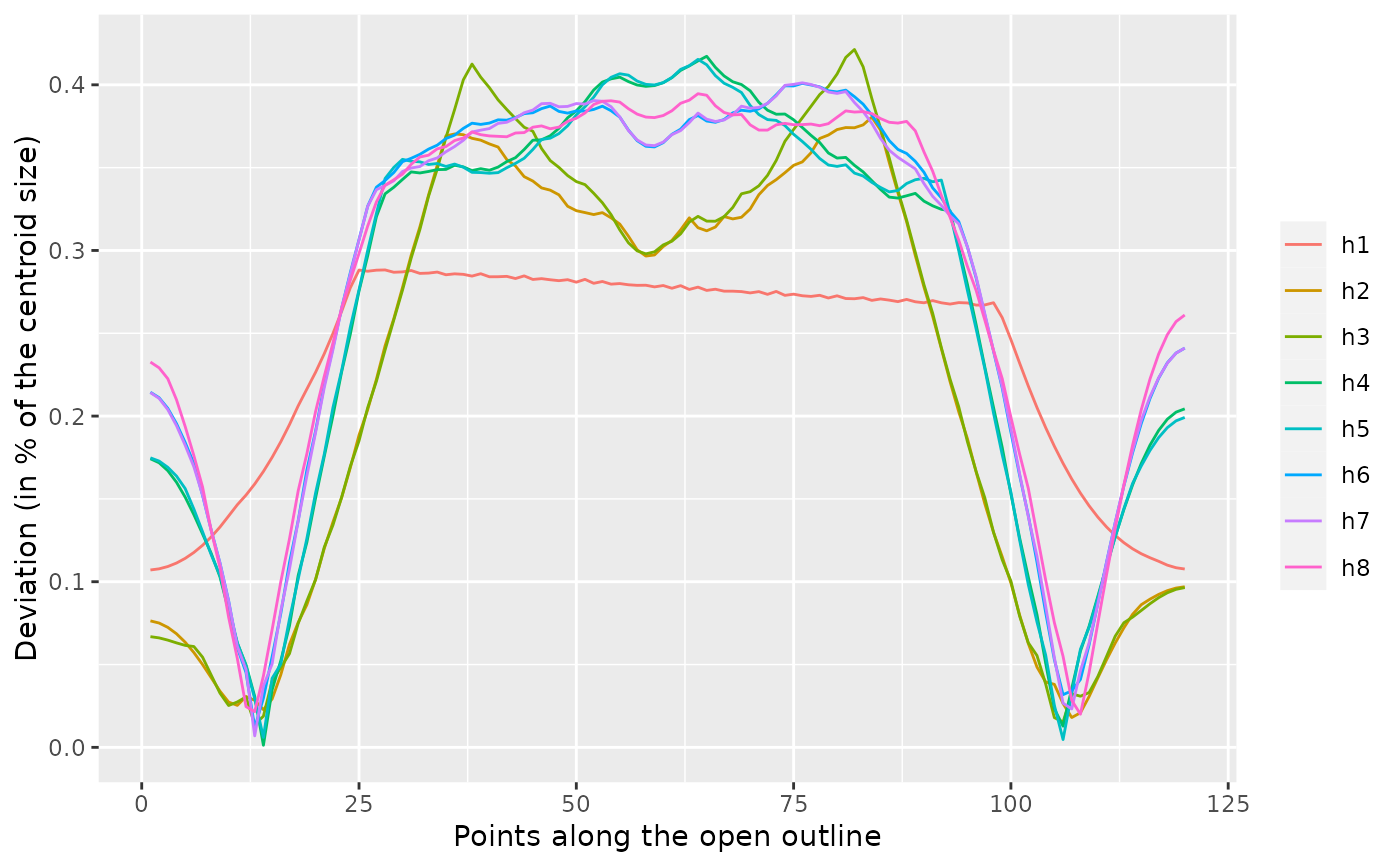 Deviation (in % of the centroid size)
0.4
0.3
0.2
0.1
0.0
0 25 50 75 100 125
Points along the open outline
h1
h2
h3
h4
h5
h6
h7
h8